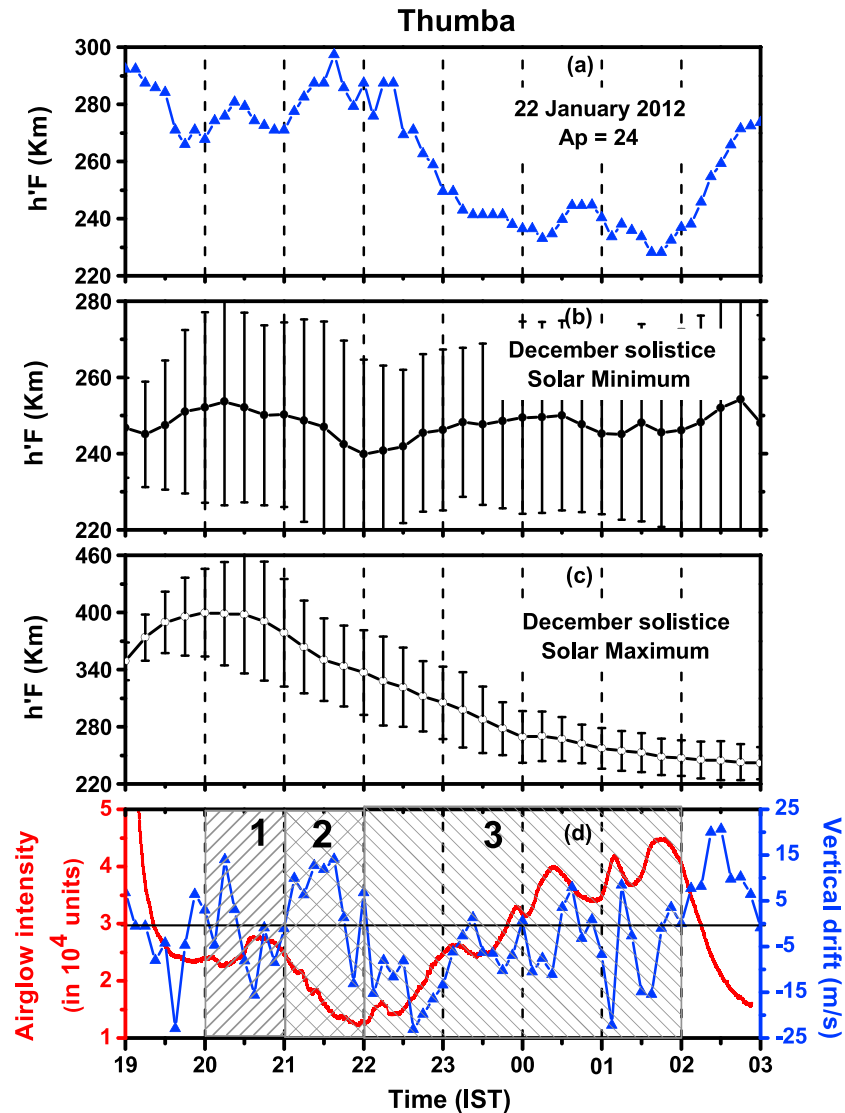 Thumba
300
280
260
240
220
h'F (Km)
(a)
22 January 2012
Ap = 24
280
260
240
220
h'F (Km)
(b)
December solistice
Solar Minimum
460
400
340
280
220
h'F (Km)
(c)
December solistice
Solar Maximum
5
4
3
2
1
Airglow intensity
(in 10⁴ units)
1
2
3
(d)
25
15
5
-5
-15
-25
Vertical drift
(m/s)
19 20 21 22 23 00 01 02 03
Time (IST)